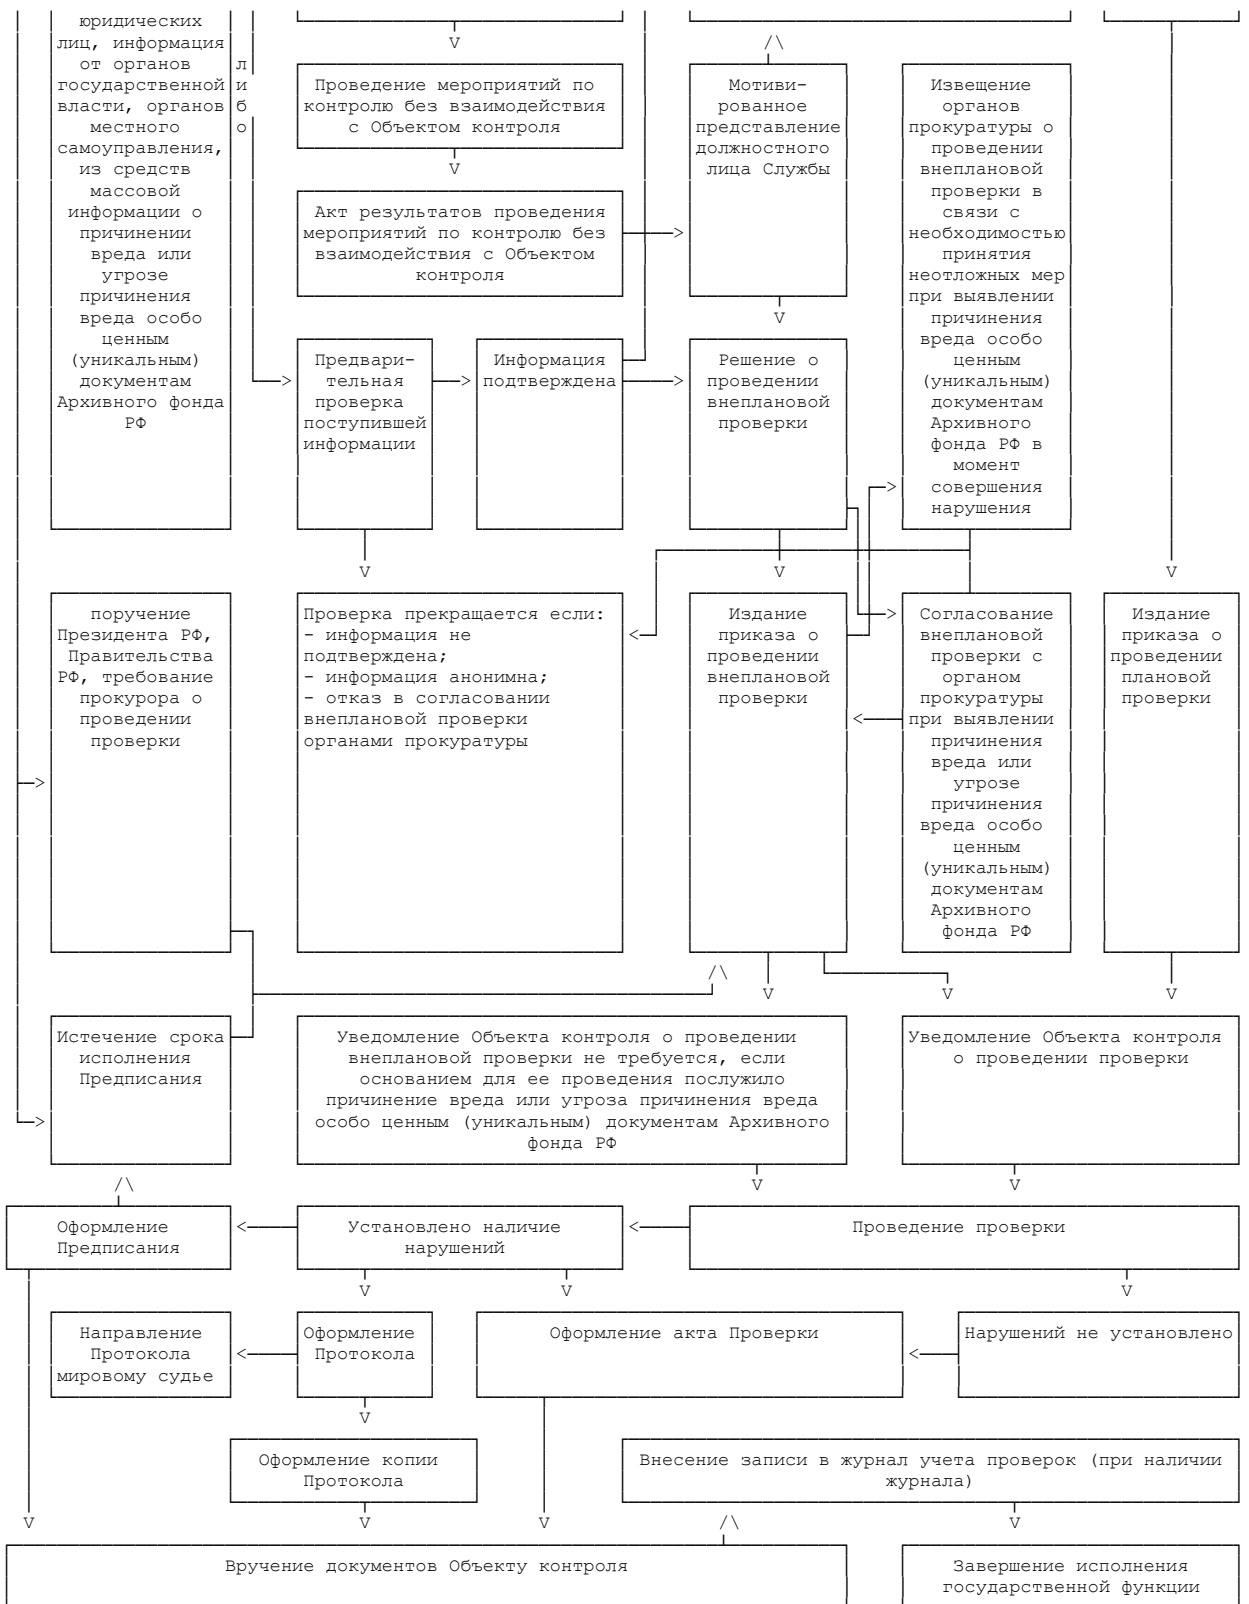 юридических
лиц, информация
от органов
государственной
власти, органов
местного
самоуправления,
из средств
массовой
информации о
причинении
вреда или
угрозе
причинения
вреда особо
ценным
(уникальным)
документам
Архивного фонда
РФ
л
и
б
о
Проведение мероприятий по
контролю без взаимодействия
с Объектом контроля
Мотиви-
рованное
представление
должностного
лица Службы
Извещение
органов
прокуратуры о
проведении
внеплановой
проверки в
связи с
необходимостью
принятия
неотложных мер
при выявлении
причинения
вреда особо
ценным
(уникальным)
документам
Архивного
фонда РФ в
момент
совершения
нарушения
Акт результатов проведения
мероприятий по контролю без
взаимодействия с Объектом
контроля
Предвари-
тельная
проверка
поступившей
информации
Информация
подтверждена
Решение о
проведении
внеплановой
проверки
поручение
Президента РФ,
Правительства
РФ, требование
прокурора о
проведении
проверки
Проверка прекращается если:
- информация не
подтверждена;
- информация анонимна;
- отказ в согласовании
внеплановой проверки
органами прокуратуры
Издание
приказа о
проведении
внеплановой
проверки
Согласование
внеплановой
проверки с
органом
прокуратуры
при выявлении
причинения
вреда или
угрозе
причинения
вреда особо
ценным
(уникальным)
документам
Архивного
фонда РФ
Издание
приказа о
проведении
плановой
проверки
Истечение срока
исполнения
Предписания
Уведомление Объекта контроля о проведении
внеплановой проверки не требуется, если
основанием для ее проведения послужило
причинение вреда или угроза причинения вреда
особо ценным (уникальным) документам Архивного
фонда РФ
Уведомление Объекта контроля
о проведении проверки
Оформление
Предписания
Установлено наличие
нарушений
Проведение проверки
Направление
Протокола
мировому судье
Оформление
Протокола
Оформление акта Проверки
Нарушений не установлено
Оформление копии
Протокола
Внесение записи в журнал учета проверок (при наличии
журнала)
Вручение документов Объекту контроля
Завершение исполнения
государственной функции